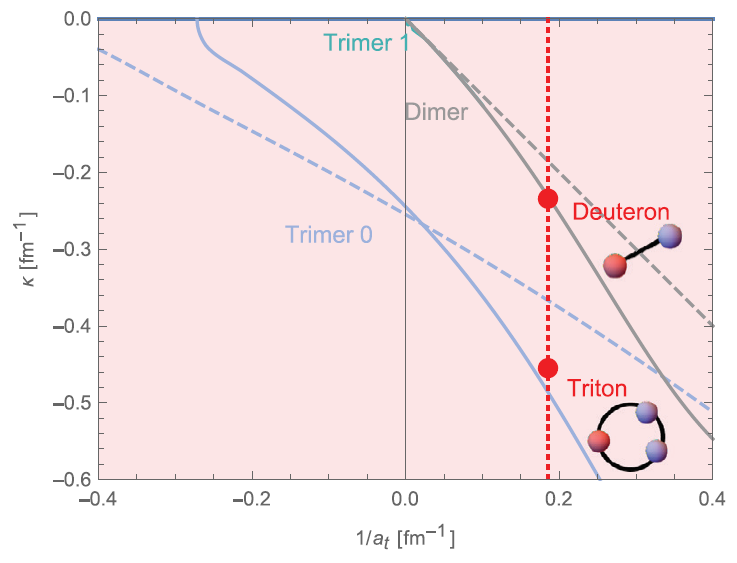 0.0
Trimer 1
−0.1
Dimer
−0.2
Deuteron
Trimer 0
−0.3
κ [fm⁻¹]
−0.4
Triton
−0.5
−0.6
−0.4
−0.2
0.0
0.2
0.4
1/aₜ [fm⁻¹]